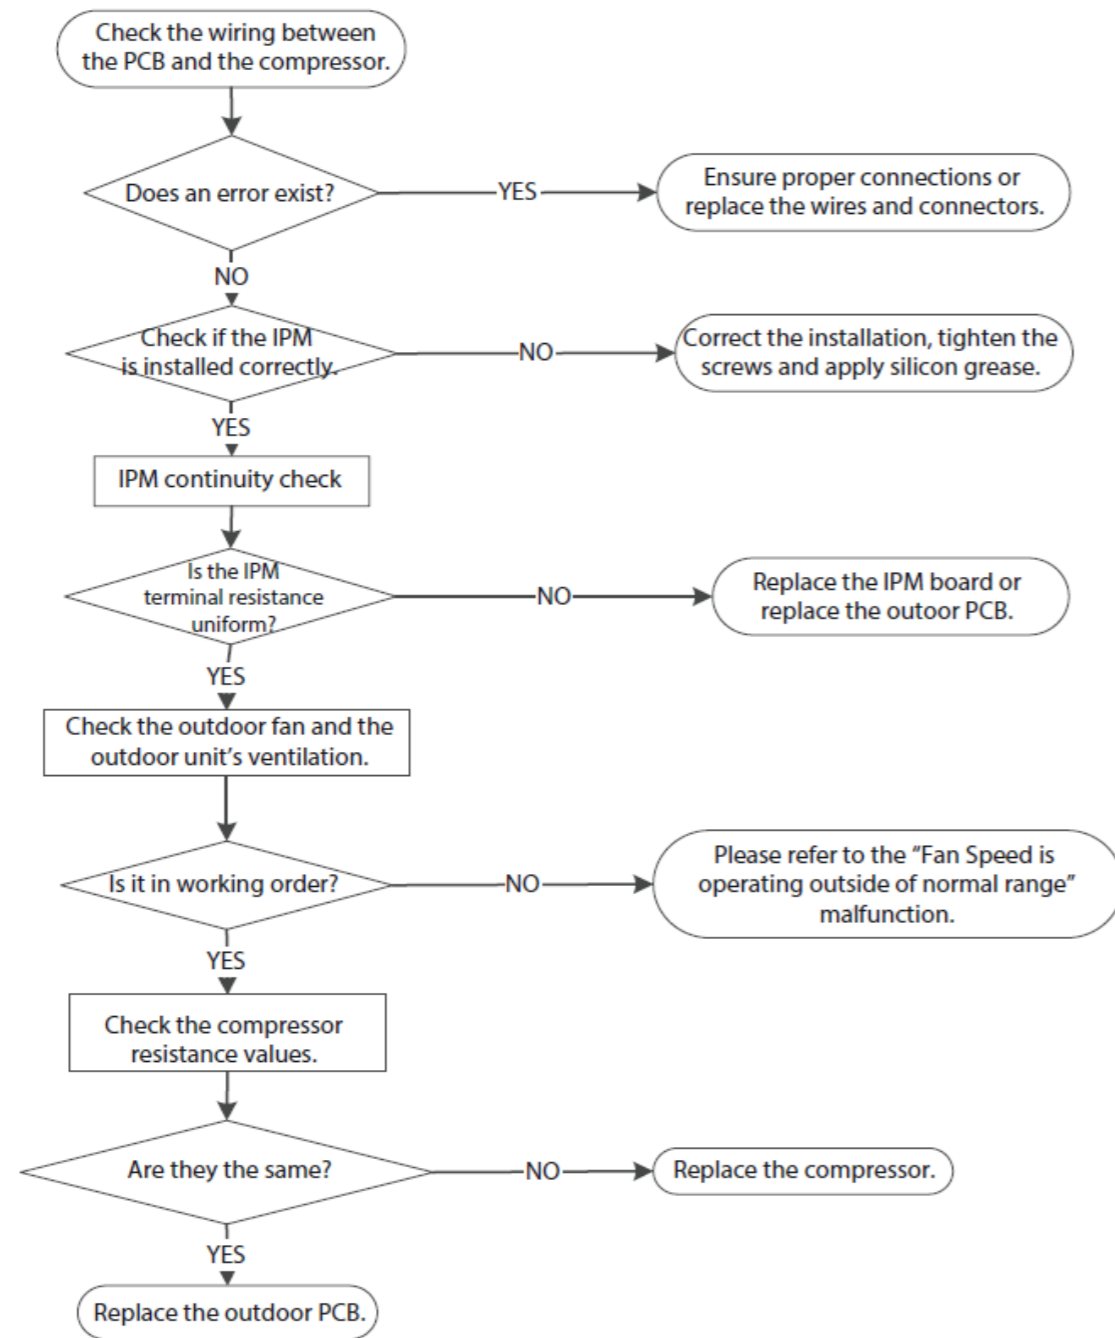 Check the wiring between
the PCB and the compressor.
Does an error exist?
YES
Ensure proper connections or
replace the wires and connectors.
NO
Check if the IPM
is installed correctly.
NO
Correct the installation, tighten the
screws and apply silicon grease.
YES
IPM continuity check
Is the IPM
terminal resistance
uniform?
NO
Replace the IPM board or
replace the outoor PCB.
YES
Check the outdoor fan and the
outdoor unit’s ventilation.
Is it in working order?
NO
Please refer to the “Fan Speed is
operating outside of normal range”
malfunction.
YES
Check the compressor
resistance values.
Are they the same?
NO
Replace the compressor.
YES
Replace the outdoor PCB.